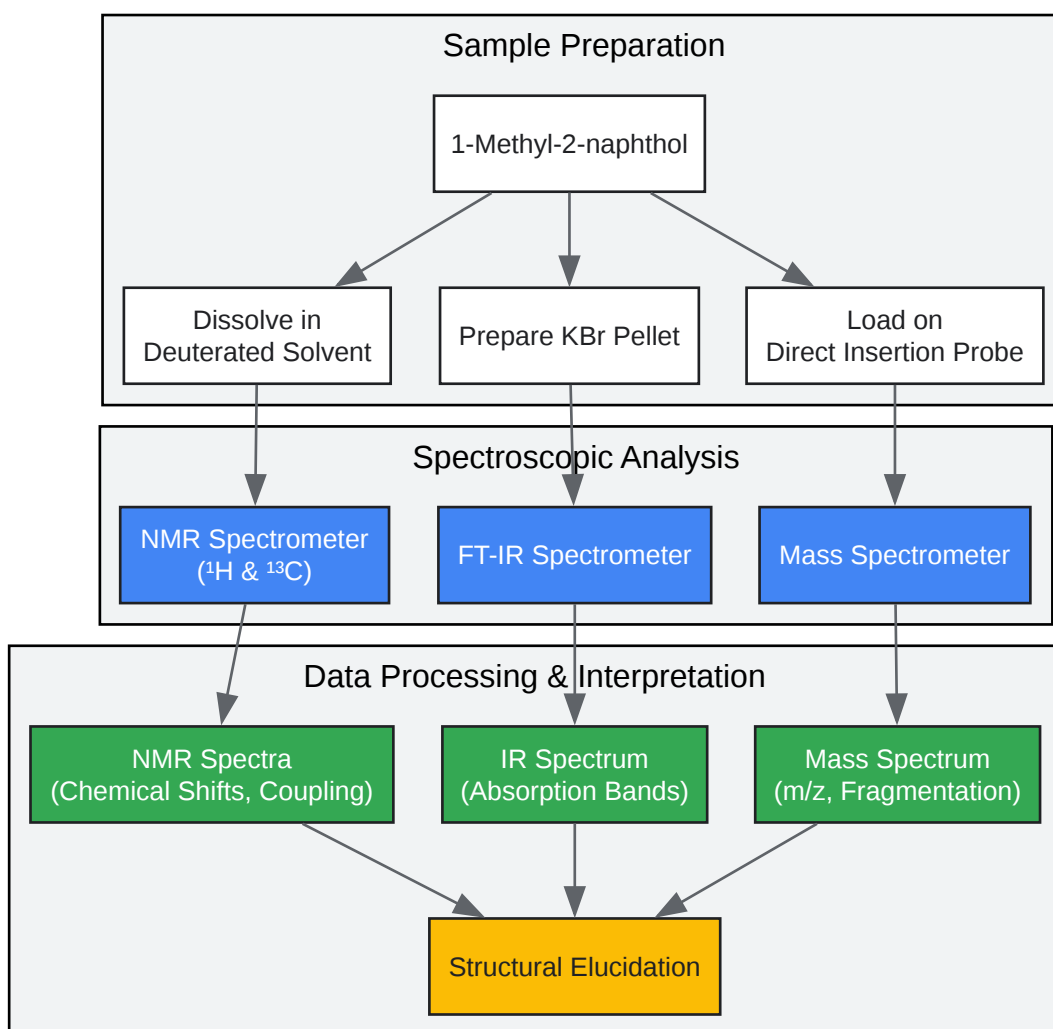 Sample Preparation
1-Methyl-2-naphthol
Dissolve in
Deuterated Solvent
Prepare KBr Pellet
Load on
Direct Insertion Probe
Spectroscopic Analysis
NMR Spectrometer
(¹H & ¹³C)
FT-IR Spectrometer
Mass Spectrometer
Data Processing & Interpretation
NMR Spectra
(Chemical Shifts, Coupling)
IR Spectrum
(Absorption Bands)
Mass Spectrum
(m/z, Fragmentation)
Structural Elucidation